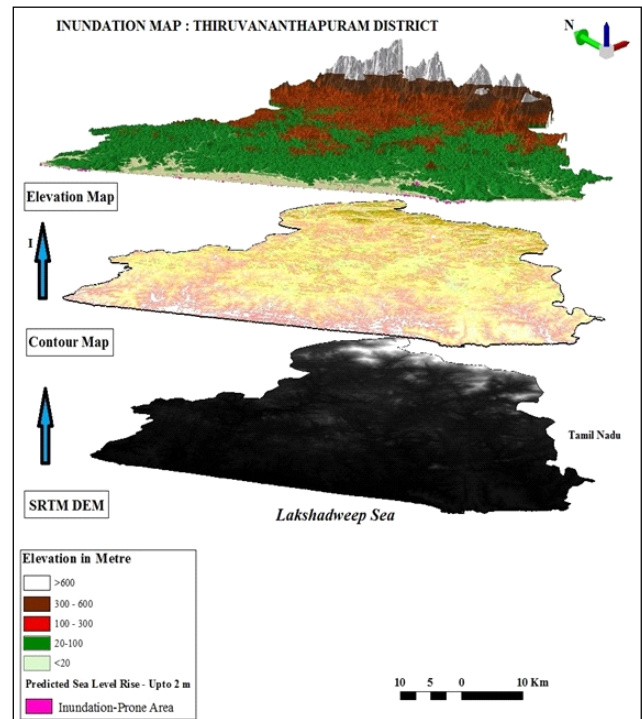 INUNDATION MAP : THIRUVANANTHAPURAM DISTRICT
N
Elevation Map
I
Contour Map
Tamil Nadu
SRTM DEM
Lakshadweep Sea
Elevation in Metre
>600
300 - 600
100 - 300
20-100
<20
Predicted Sea Level Rise - Upto 2 m
Inundation-Prone Area
10 5 0 10 Km